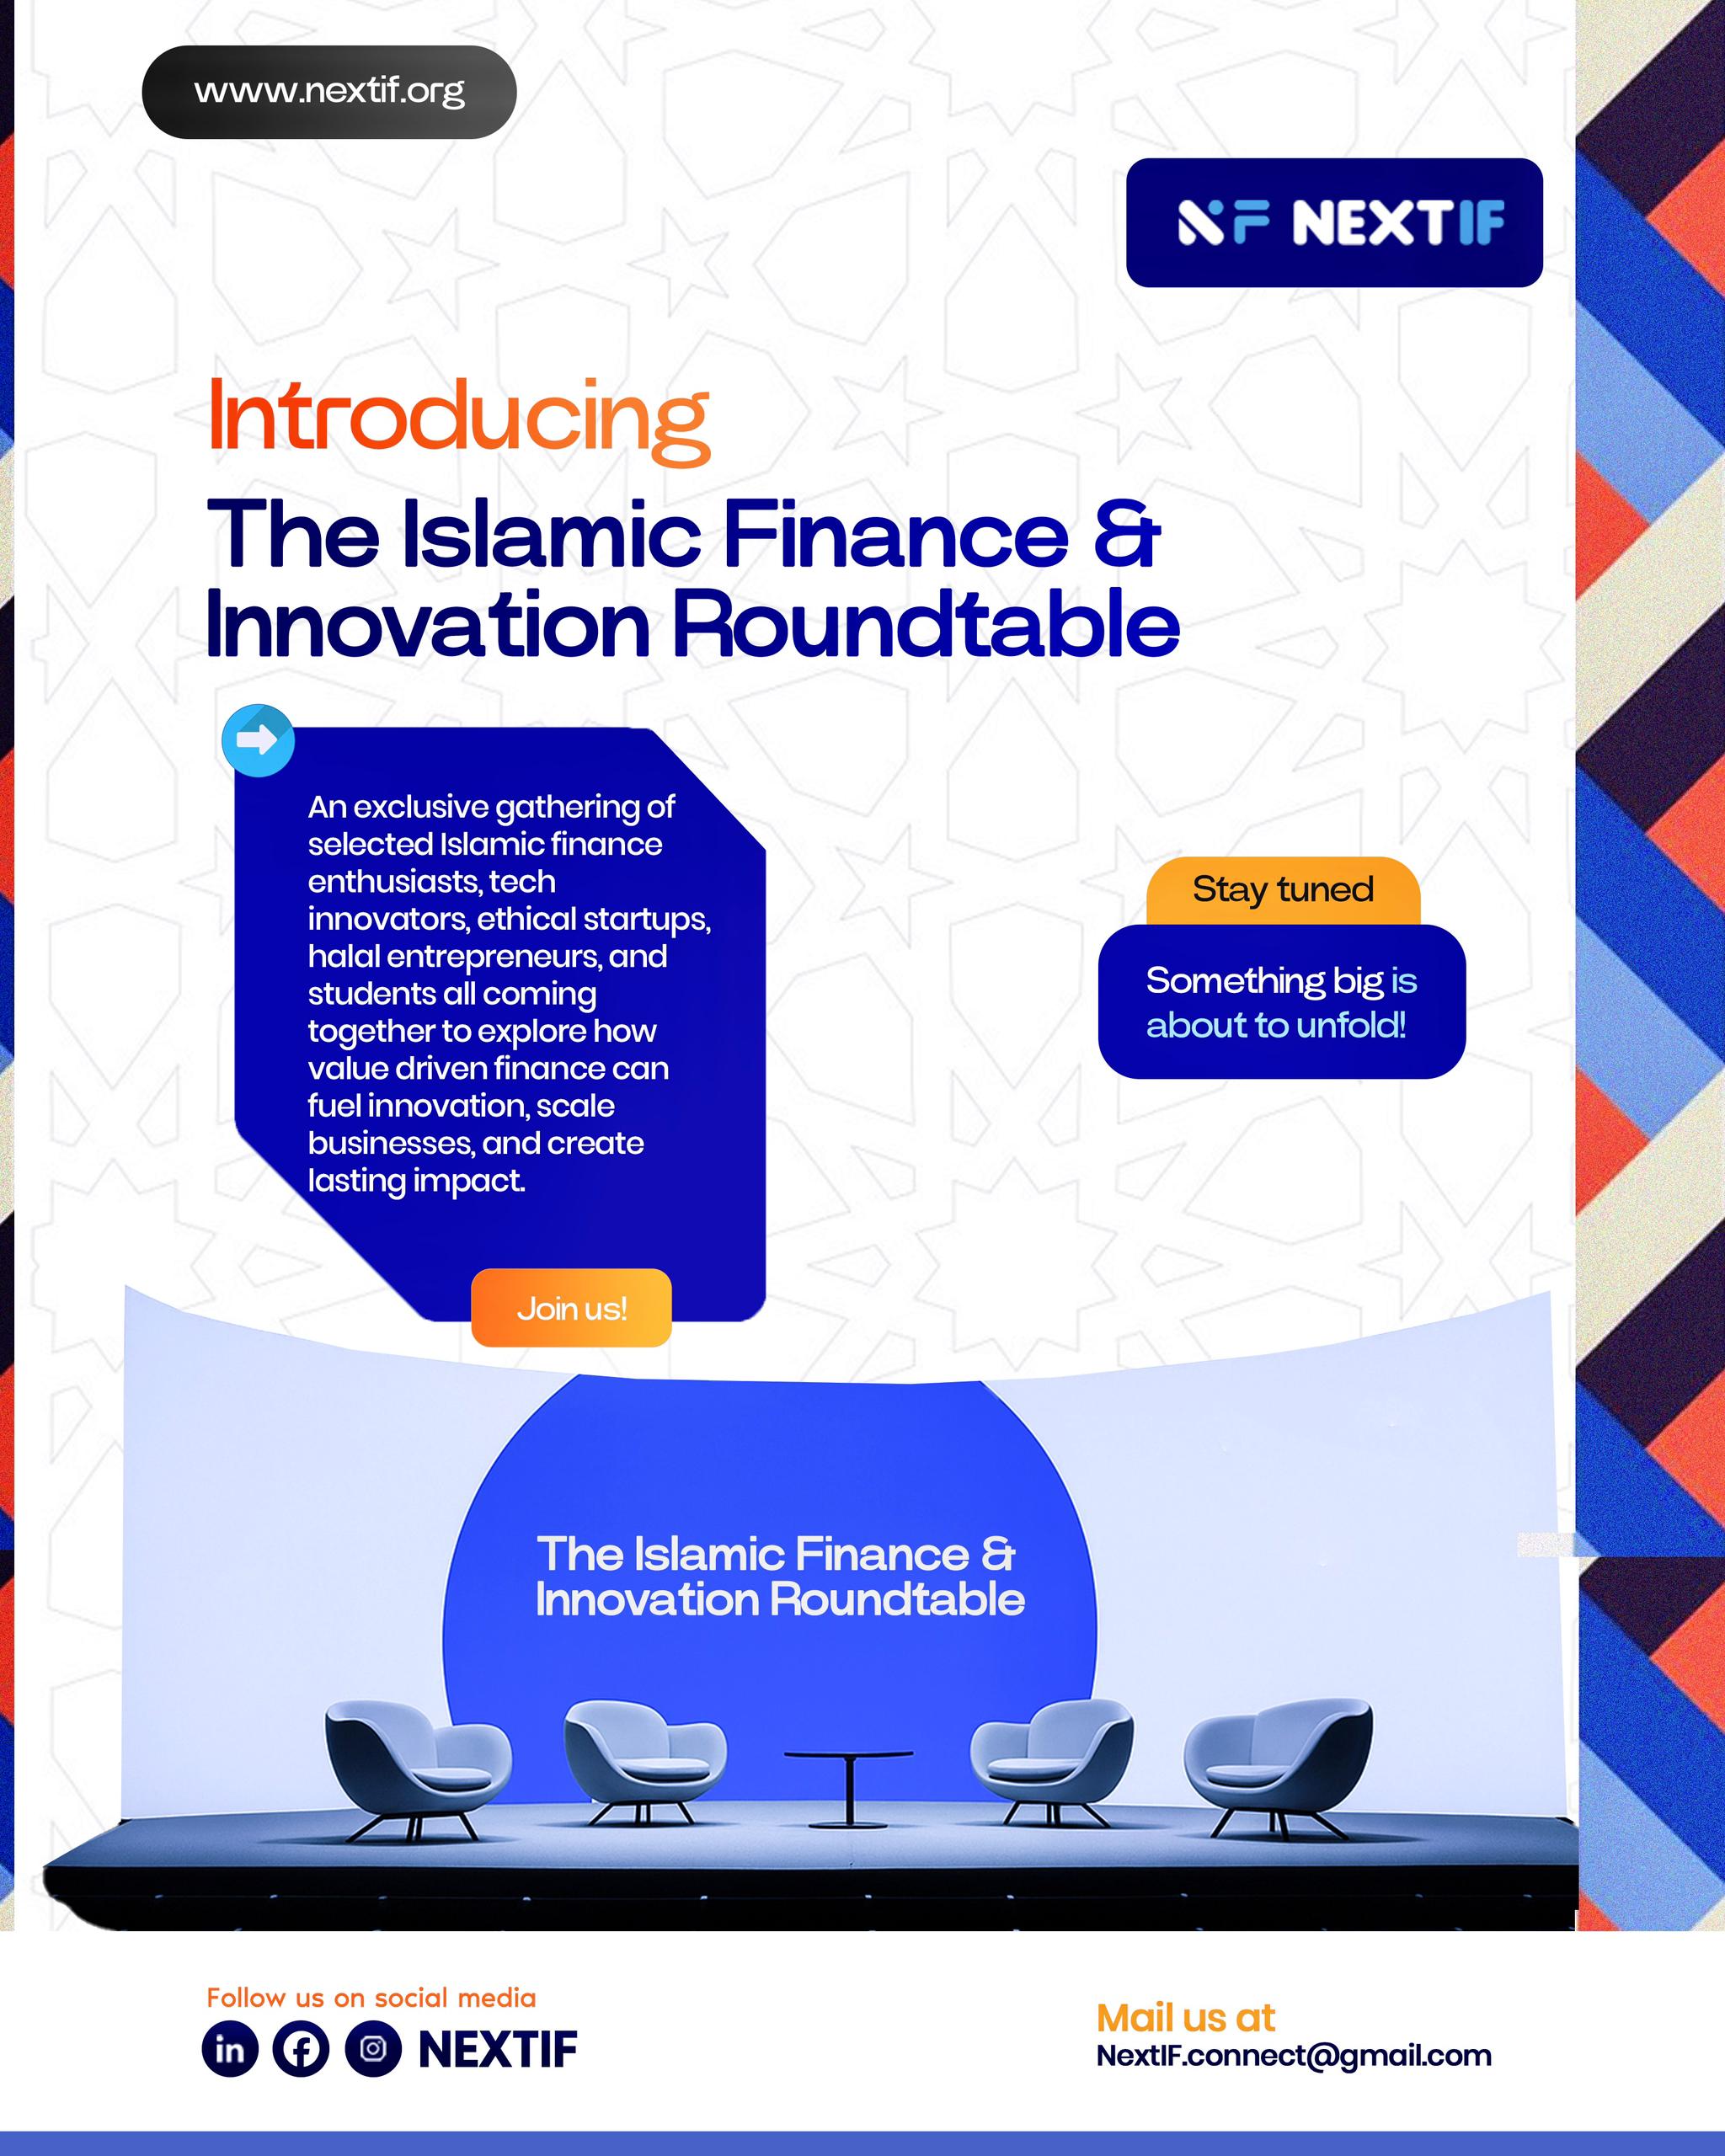 www.nextif.org
NF NEXTIF
Introducing
The Islamic Finance &
Innovation Roundtable
An exclusive gathering of
selected Islamic finance
enthusiasts, tech
innovators, ethical startups,
halal entrepreneurs, and
students all coming
together to explore how
value driven finance can
fuel innovation, scale
businesses, and create
lasting impact.
Join us!
Stay tuned
Something big is
about to unfold!
The Islamic Finance &
Innovation Roundtable
Follow us on social media
in f NEXTIF
Mail us at
NextIF.connect@gmail.com